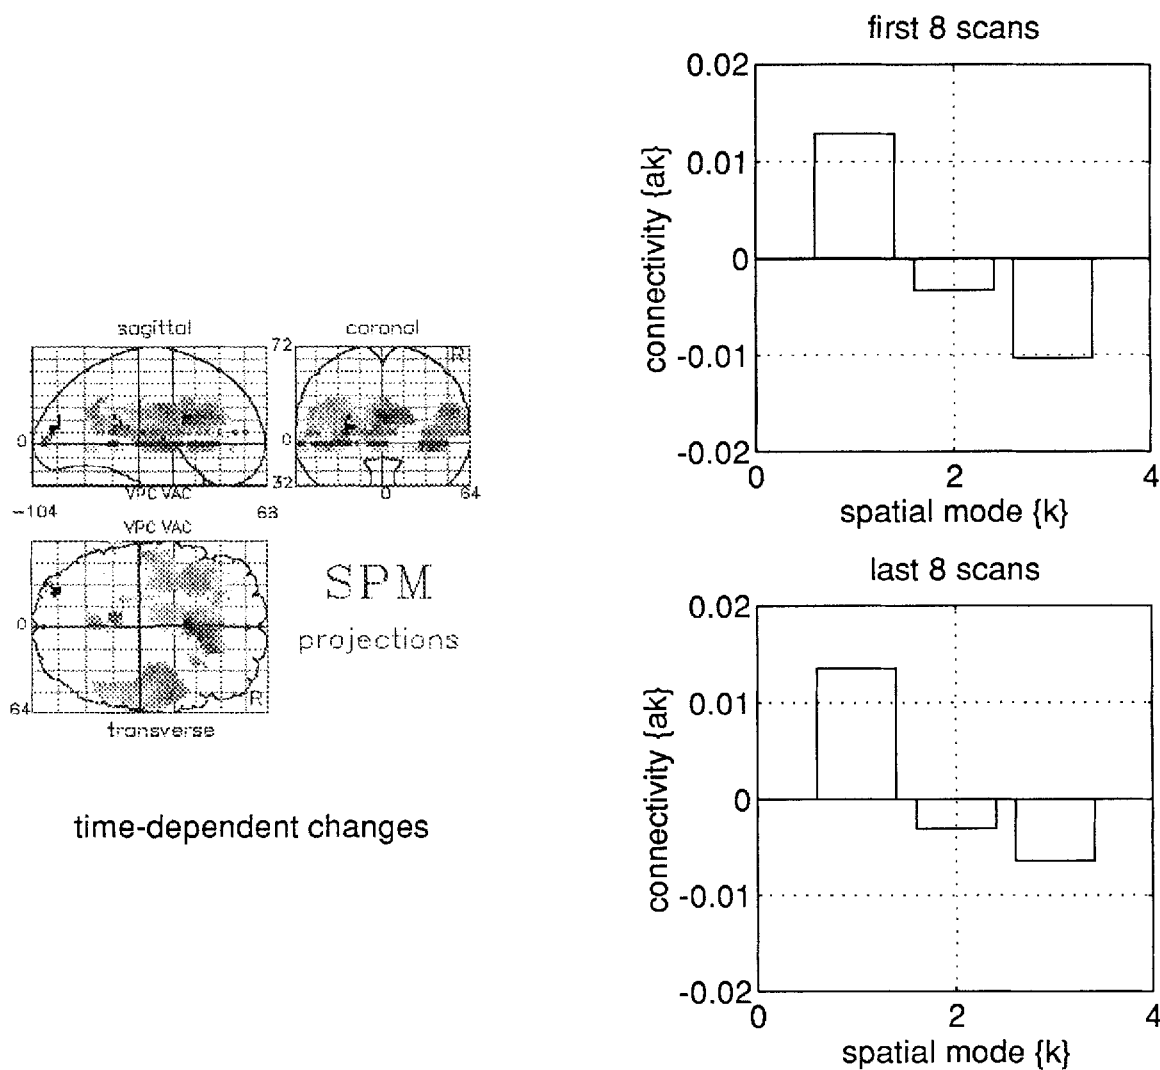 sagittal
coronal
72
R
0
0
VPC VAC
32
0
64
-104
68
VPC VAC
0
64
R
transverse
SPM
projections
time-dependent changes
first 8 scans
0.02
0.01
0
-0.01
-0.02
connectivity {ak}
0
2
4
spatial mode {k}
last 8 scans
0.02
0.01
0
-0.01
-0.02
connectivity {ak}
0
2
4
spatial mode {k}